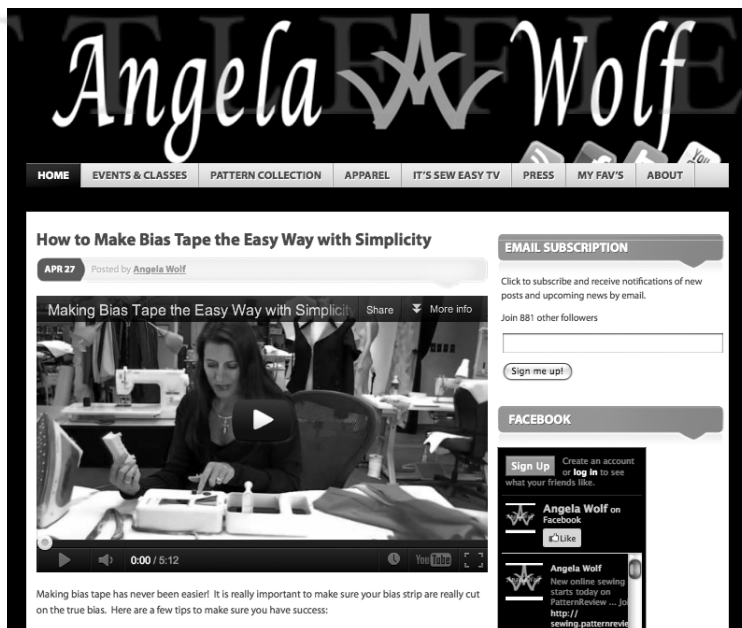 Angela Wolf
HOME EVENTS & CLASSES PATTERN COLLECTION APPAREL IT'S SEW EASY TV PRESS MY FAV'S ABOUT
How to Make Bias Tape the Easy Way with Simplicity
APR 27 Posted by Angela Wolf
Making Bias Tape the Easy Way with Simplicity Share More info
0:00 / 5:12 YouTube
Making bias tape has never been easier! It is really important to make sure your bias strip are really cut
on the true bias. Here are a few tips to make sure you have success:
EMAIL SUBSCRIPTION
Click to subscribe and receive notifications of new
posts and upcoming news by email.
Join 881 other followers
Sign me up!
FACEBOOK
Sign Up Create an account
or log in to see
what your friends like.
Angela Wolf on
Facebook
Like
Angela Wolf
New online sewing
starts today on
PatternReview ... Joi
http://
sewing.patternrevie